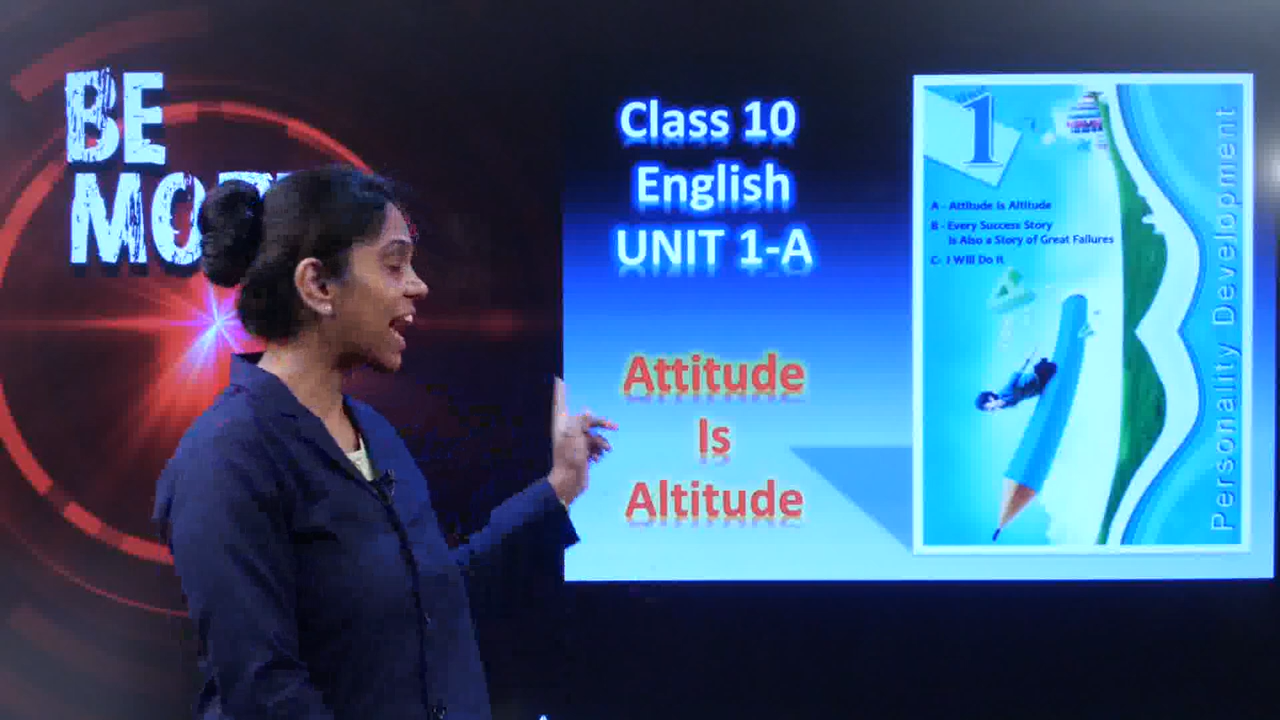 BE
Class 10
English
UNIT 1-A
Attitude
Is
Altitude
1
A - Attitude is Altitude
B - Every Success Story
Is Also a Story of Great Failures
C- I Will Do It
Personality Development